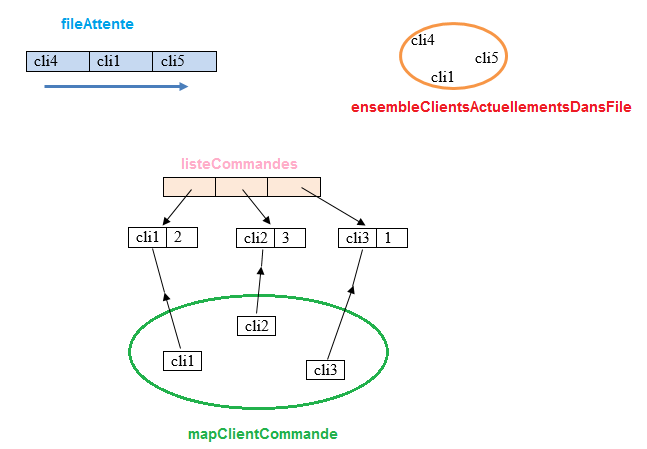 fileAttente
cli4 cli1 cli5
cli4
cli5
cli1
ensembleClientsActuellementsDansFile
listeCommandes
cli1 2
cli2 3
cli3 1
cli2
cli1
cli3
mapClientCommande